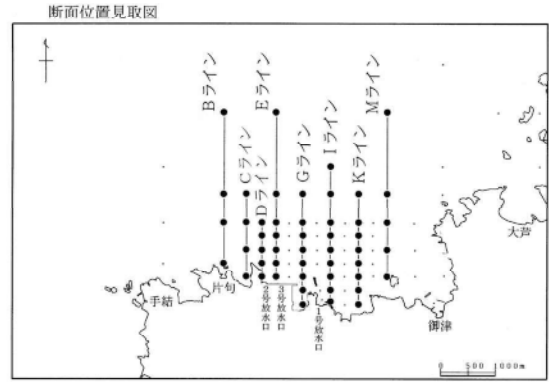 断面位置見取図
Bライン
Cライン
Dライン
Eライン
Gライン
Iライン
Kライン
Mライン
大芦
手結
片句
2号放水口
3号放水口
1号放水口
御津
0 500 1000m